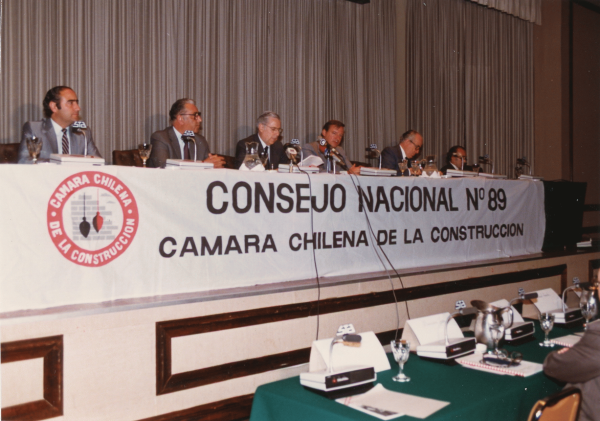 CAMARA CHILENA
DE LA CONSTRUCCION
CONSEJO NACIONAL Nº 89
CAMARA CHILENA DE LA CONSTRUCCION